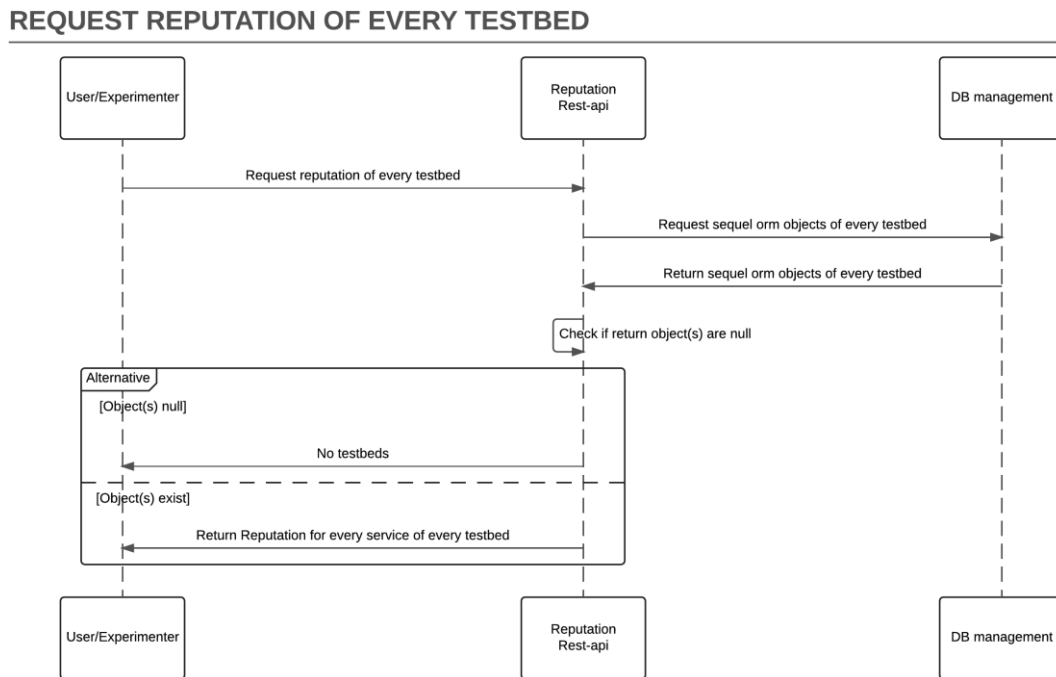 REQUEST REPUTATION OF EVERY TESTBED
User/Experimenter
Reputation
Rest-api
DB management
Request reputation of every testbed
Request sequel orm objects of every testbed
Return sequel orm objects of every testbed
Check if return object(s) are null
Alternative
[Object(s) null]
No testbeds
[Object(s) exist]
Return Reputation for every service of every testbed
User/Experimenter
Reputation
Rest-api
DB management